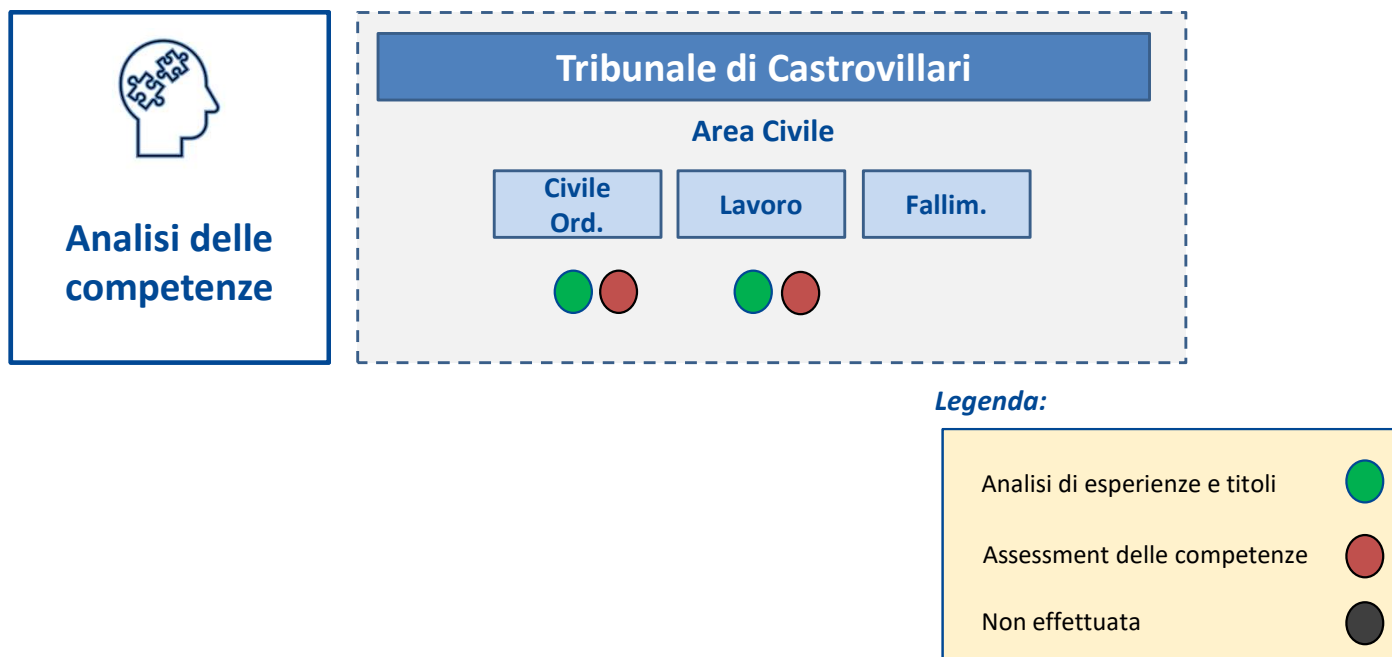 Analisi delle
competenze
Tribunale di Castrovillari
Area Civile
Civile
Ord.
Lavoro
Fallim.
Legenda:
Analisi di esperienze e titoli
Assessment delle competenze
Non effettuata